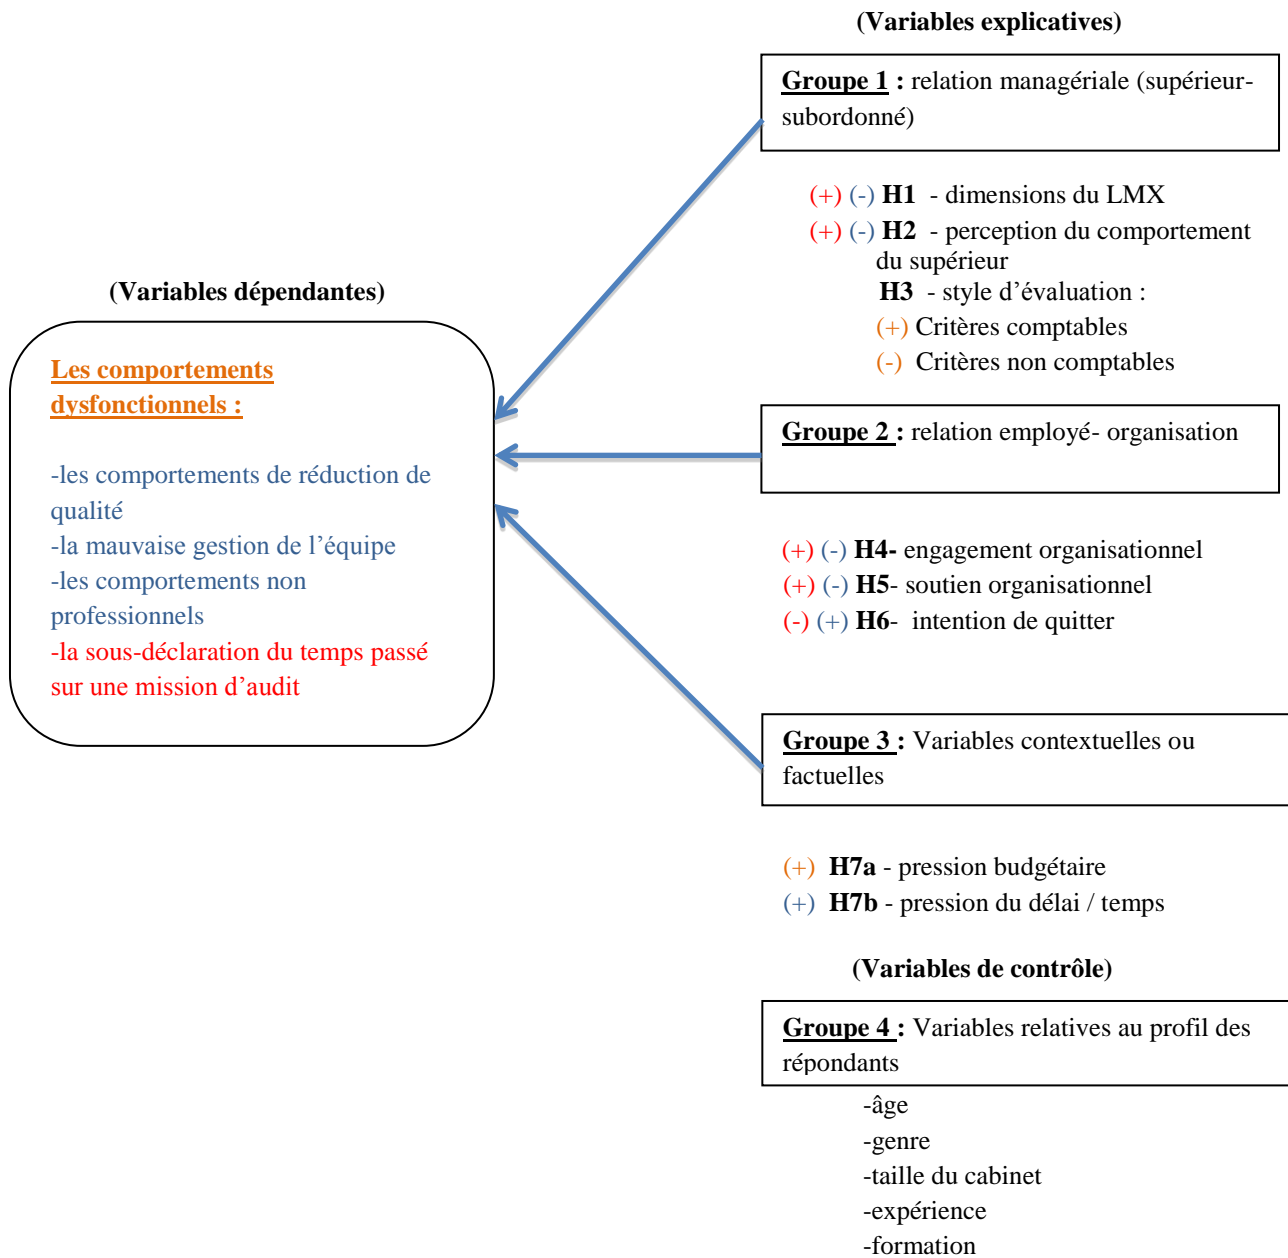 (Variables explicatives)
Groupe 1 : relation managériale (supérieur-
subordonné)
(+) (-) H1 - dimensions du LMX
(+) (-) H2 - perception du comportement
du supérieur
H3 - style d'évaluation :
(+) Critères comptables
(-) Critères non comptables
(Variables dépendantes)
Les comportements
dysfonctionnels :
-les comportements de réduction de
qualité
-la mauvaise gestion de l'équipe
-les comportements non
professionnels
-la sous-déclaration du temps passé
sur une mission d'audit
Groupe 2 : relation employé- organisation
(+) (-) H4- engagement organisationnel
(+) (-) H5- soutien organisationnel
(-) (+) H6- intention de quitter
Groupe 3 : Variables contextuelles ou
factuelles
(+) H7a - pression budgétaire
(+) H7b - pression du délai / temps
(Variables de contrôle)
Groupe 4 : Variables relatives au profil des
répondants
-âge
-genre
-taille du cabinet
-expérience
-formation